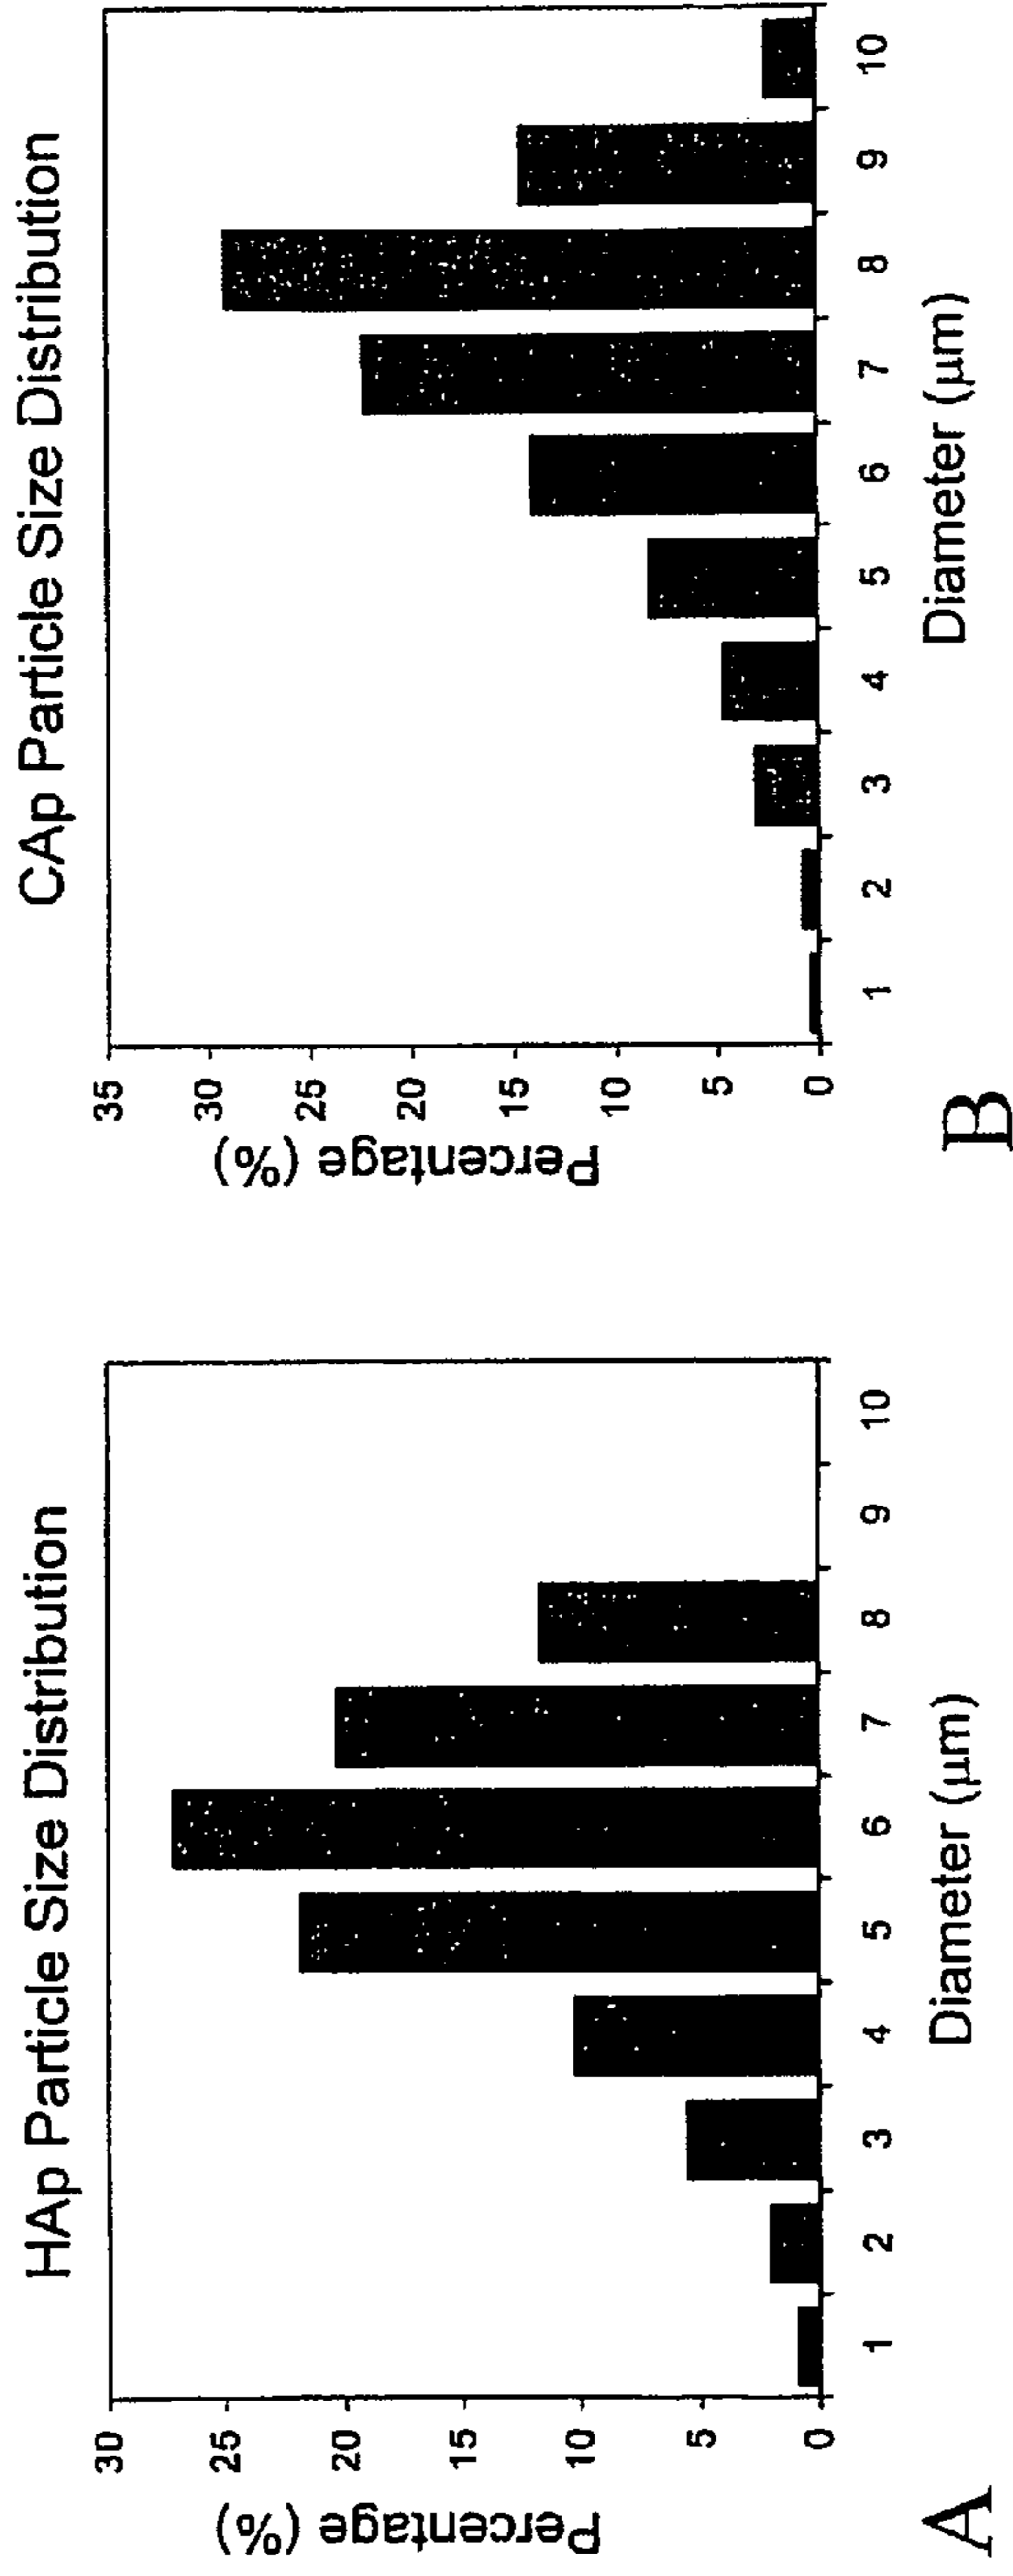 HAp Particle Size Distribution
Percentage (%)
30
25
20
15
10
5
0
1 2 3 4 5 6 7 8 9 10
Diameter (μm)
A
CAp Particle Size Distribution
Percentage (%)
35
30
25
20
15
10
5
0
1 2 3 4 5 6 7 8 9 10
Diameter (μm)
B